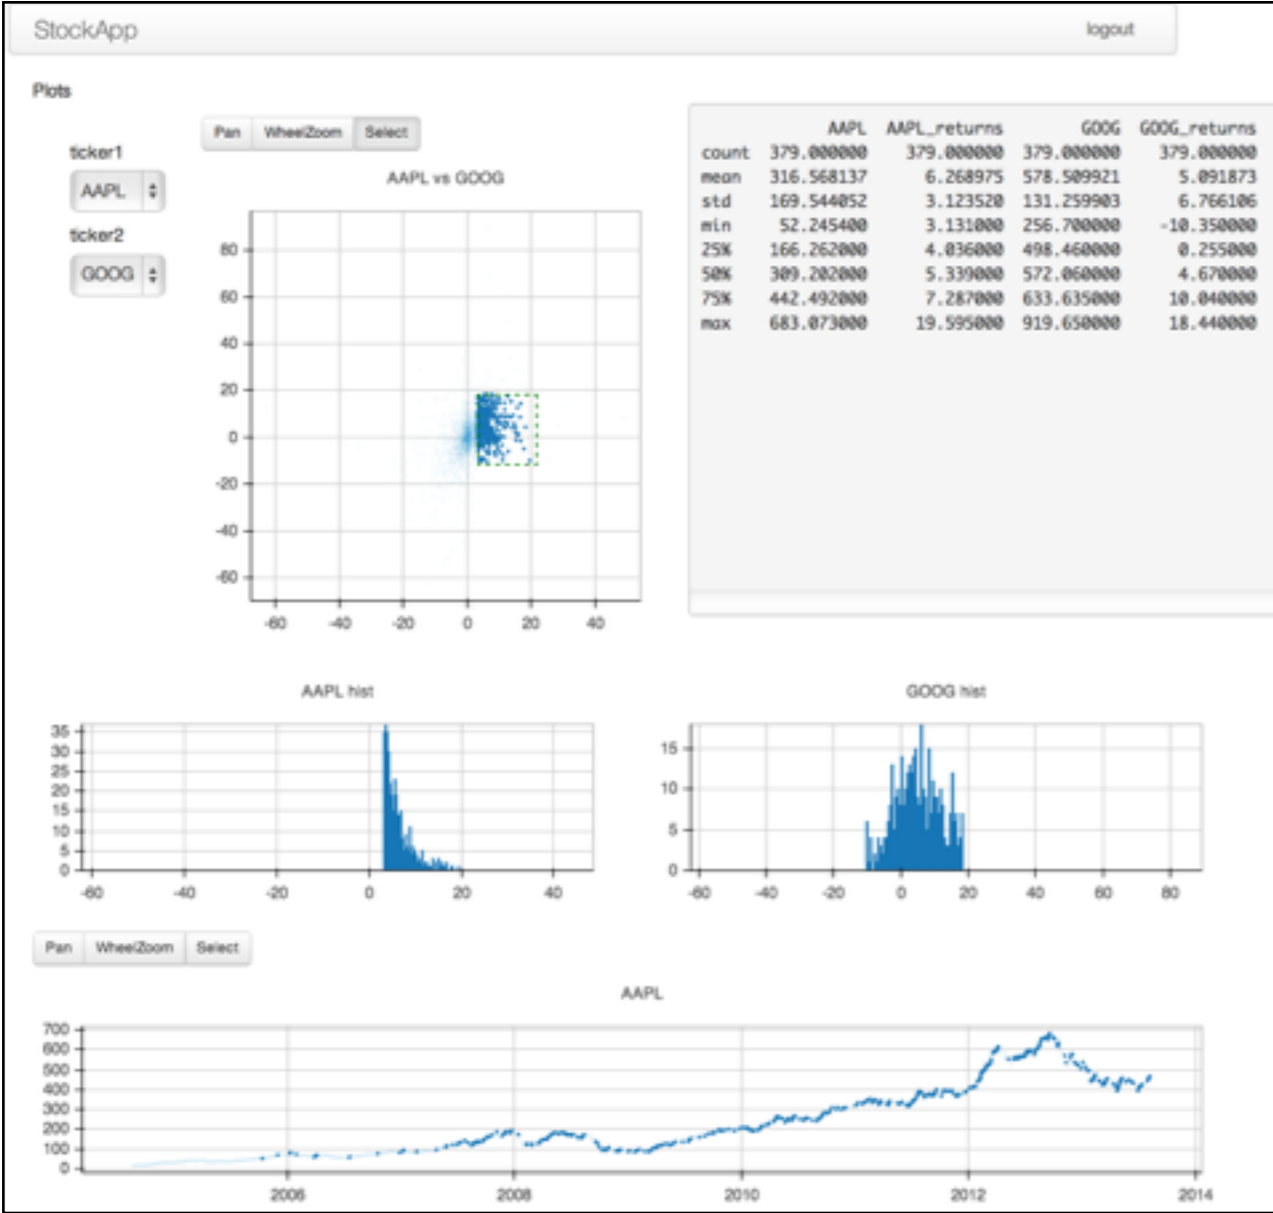 StockApp logout
Plots
Pan WheelZoom Select
ticker1
AAPL
ticker2
GOOG
AAPL vs GOOG
80
60
40
20
0
-20
-40
-60
-60 -40 -20 0 20 40
AAPL AAPL_returns GOOG GOOG_returns
count 379.000000 379.000000 379.000000 379.000000
mean 316.568137 6.268975 578.509921 5.091873
std 169.544052 3.123520 131.259903 6.766106
min 52.245400 3.131000 256.700000 -10.350000
25% 166.262000 4.036000 498.460000 0.255000
50% 309.202000 5.339000 572.060000 4.670000
75% 442.492000 7.287000 633.635000 10.040000
max 683.073000 19.595000 919.650000 18.440000
AAPL hist
35
30
25
20
15
10
5
0
-60 -40 -20 0 20 40
GOOG hist
15
10
5
0
-60 -40 -20 0 20 40 60 80
Pan WheelZoom Select
AAPL
700
600
500
400
300
200
100
0
2006 2008 2010 2012 2014